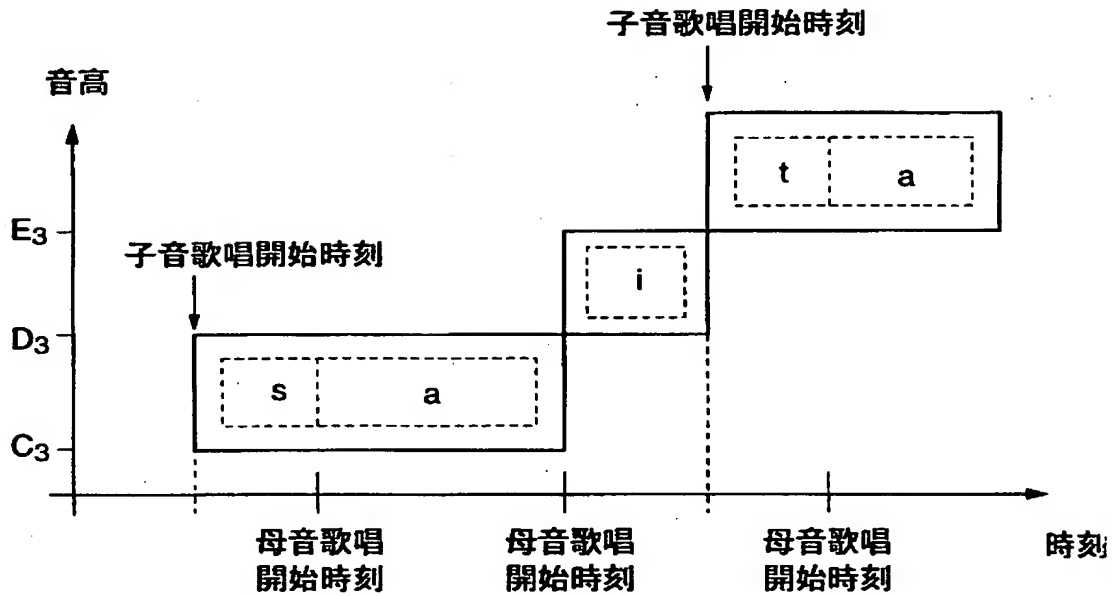 子音歌唱開始時刻
音高
t a
E3
子音歌唱開始時刻
i
D3
s a
C3
母音歌唱 母音歌唱 母音歌唱 時刻
開始時刻 開始時刻 開始時刻